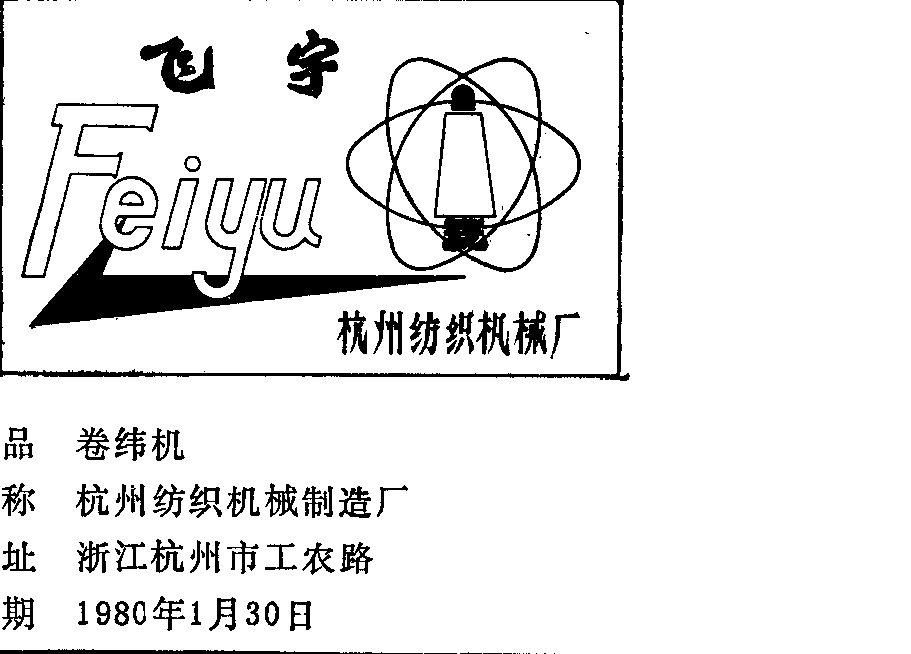 飞宇
Feiyu
杭州纺织机械厂
品 卷纬机
称 杭州纺织机械制造厂
址 浙江杭州市工农路
期 1980年1月30日